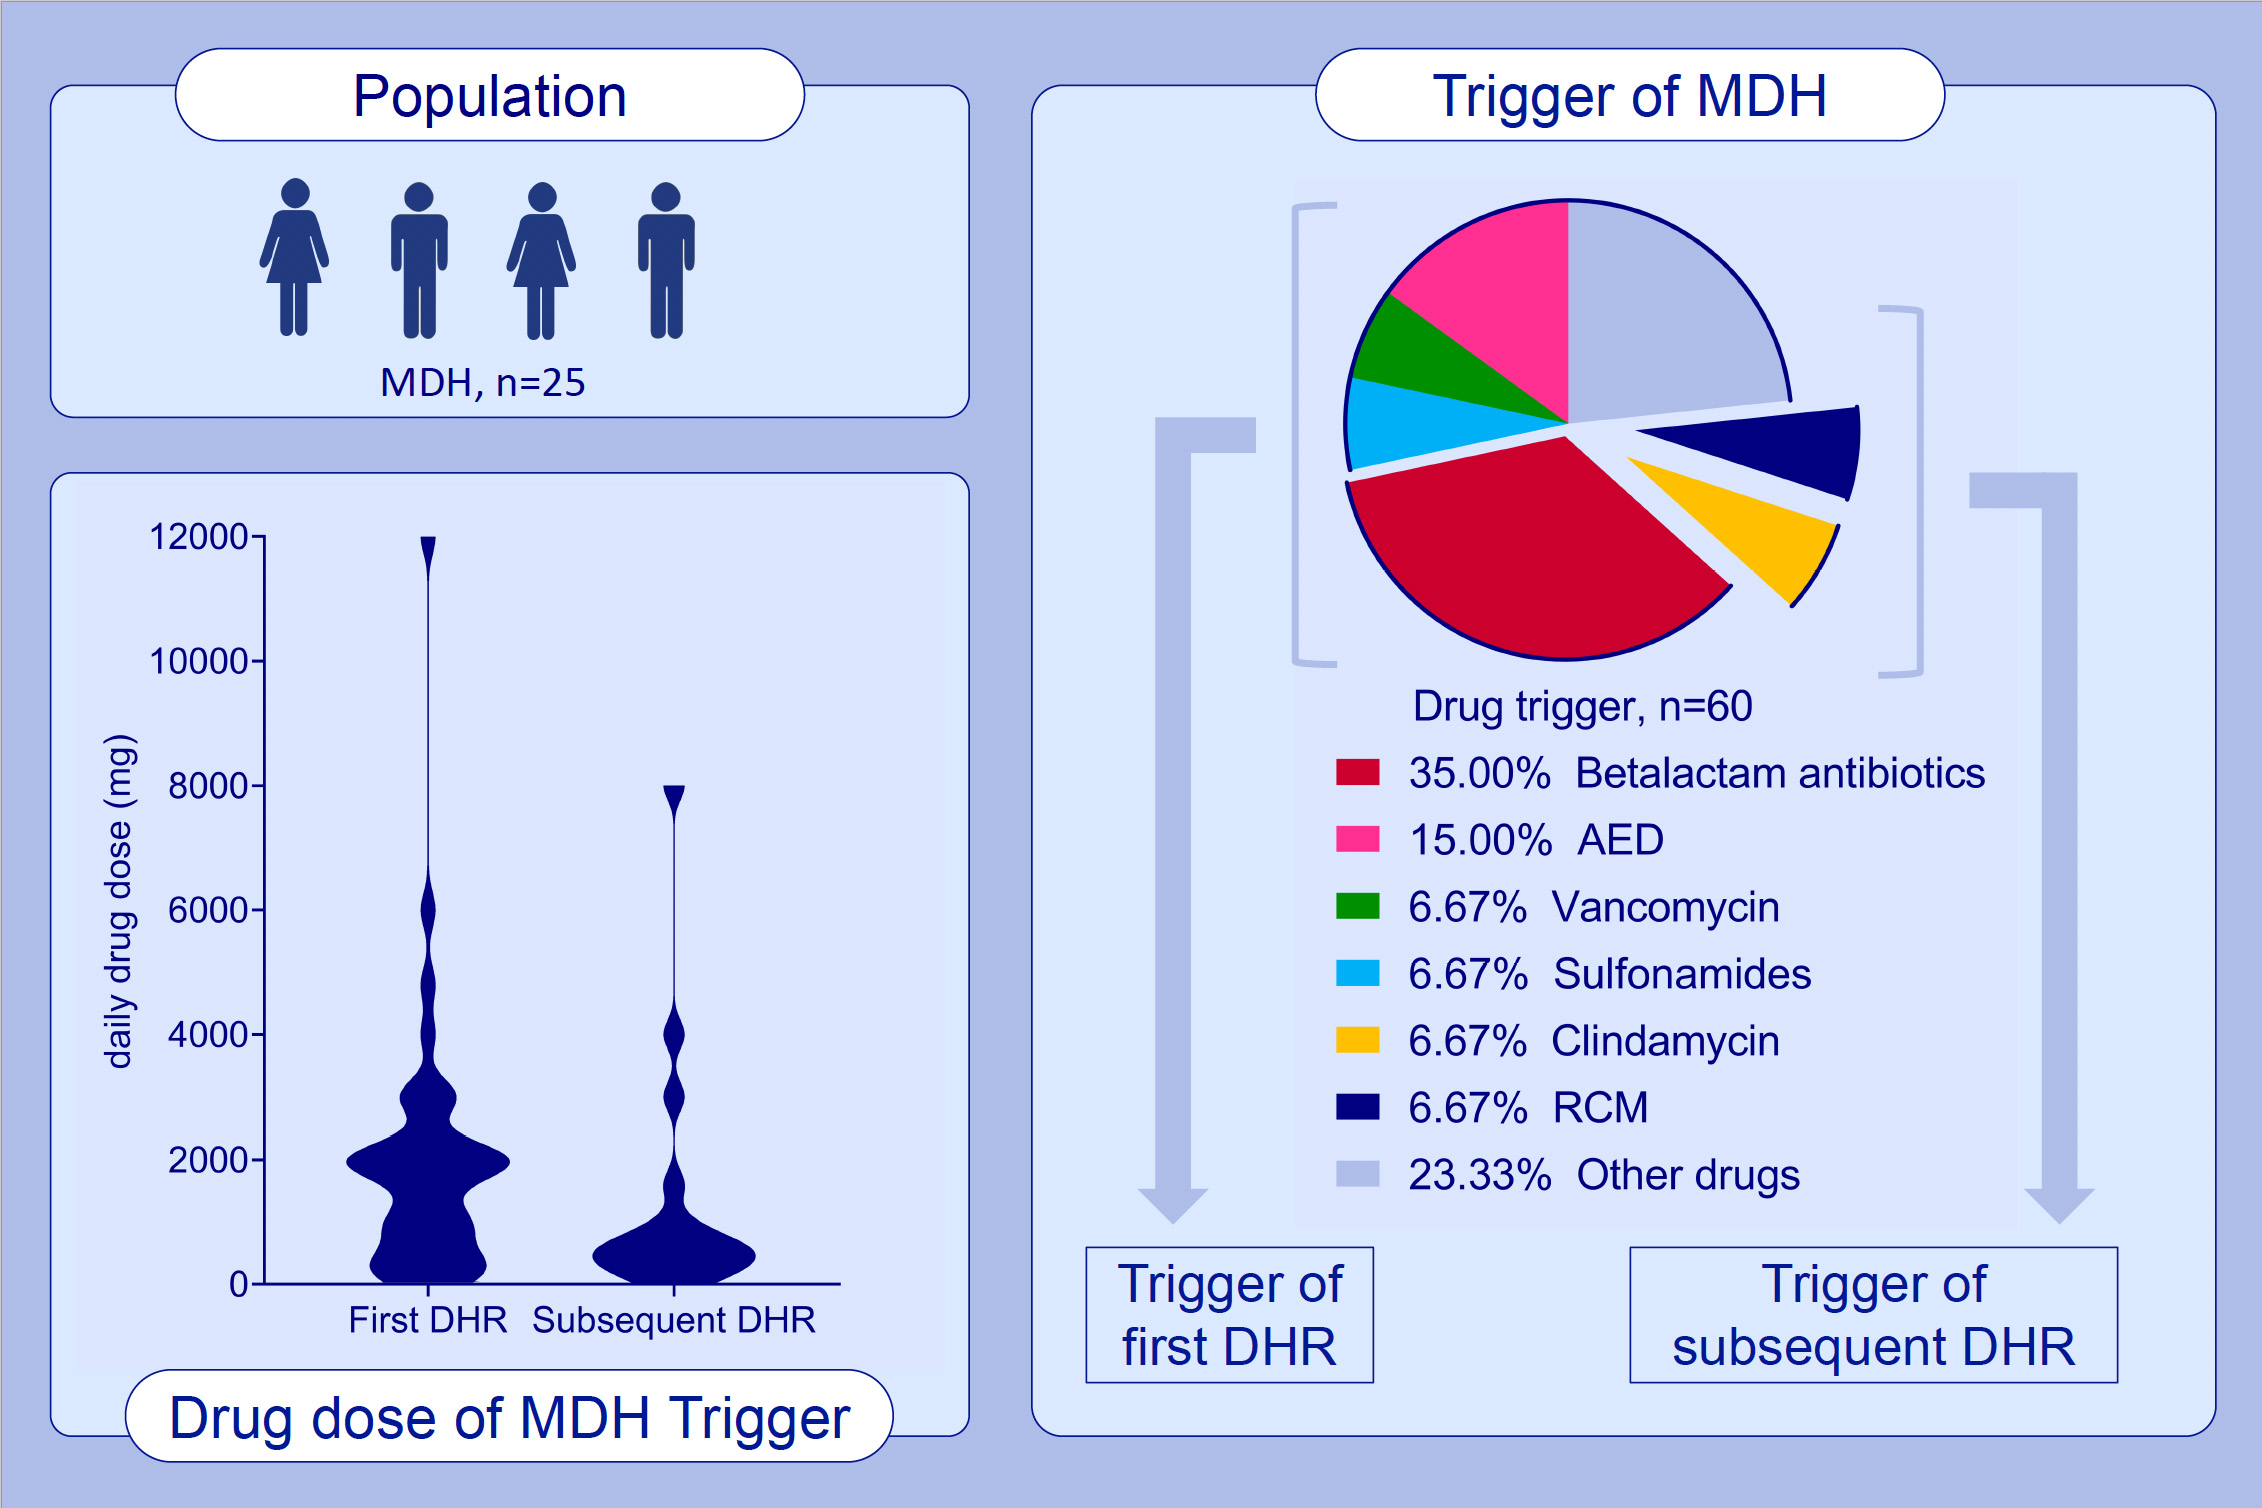 Population
MDH, n=25
12000
10000
8000
6000
4000
2000
0
daily drug dose (mg)
First DHR
Subsequent DHR
Drug dose of MDH Trigger
Trigger of MDH
Drug trigger, n=60
35.00% Betalactam antibiotics
15.00% AED
6.67% Vancomycin
6.67% Sulfonamides
6.67% Clindamycin
6.67% RCM
23.33% Other drugs
Trigger of
first DHR
Trigger of
subsequent DHR